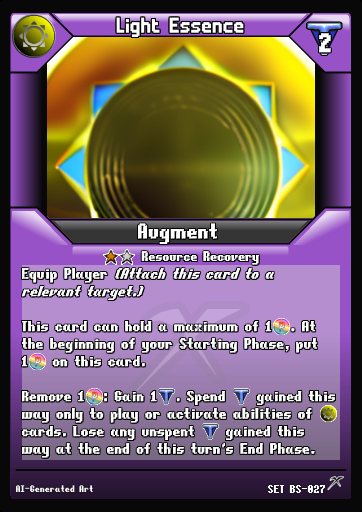 Light Essence
2
Augment
Resource Recovery
Equip Player (Attach this card to a
relevant target.)
This card can hold a maximum of 1. At
the beginning of your Starting Phase, put
1 on this card.
Remove 1: Gain 1. Spend gained this
way only to play or activate abilities of
cards. Lose any unspent gained this
way at the end of this turn's End Phase.
AI-Generated Art
SET BS-027